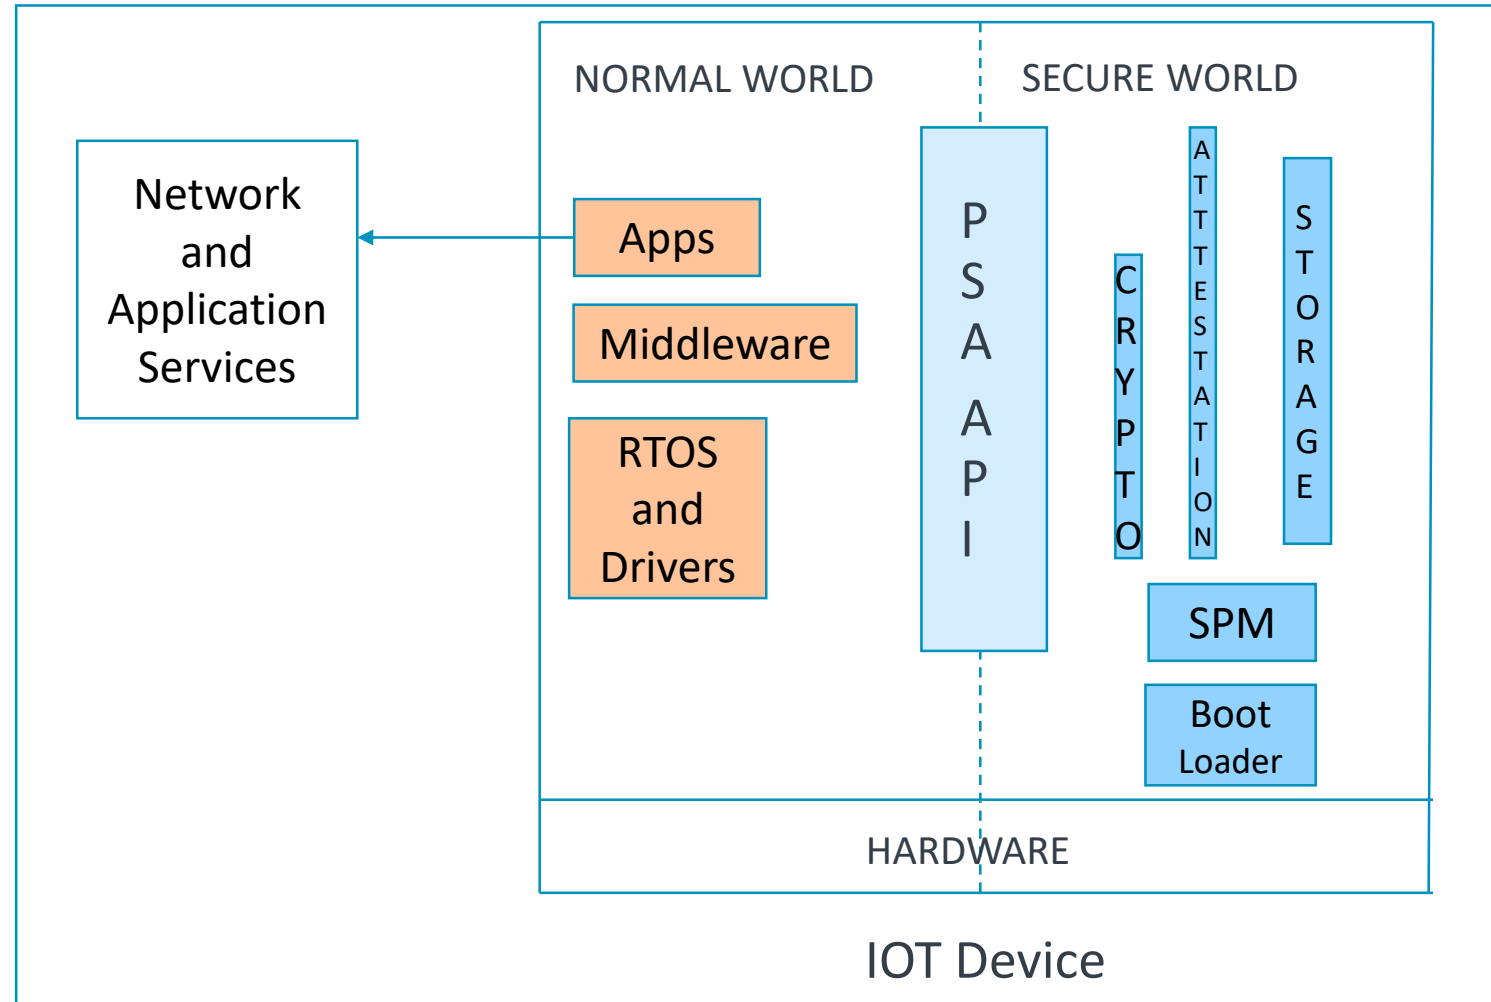 NORMAL WORLD
SECURE WORLD
Network
and
Application
Services
Apps
Middleware
RTOS
and
Drivers
PSA API
CRYPTO
ATTTESTATION
STORAGE
SPM
Boot
Loader
HARDWARE
IOT Device